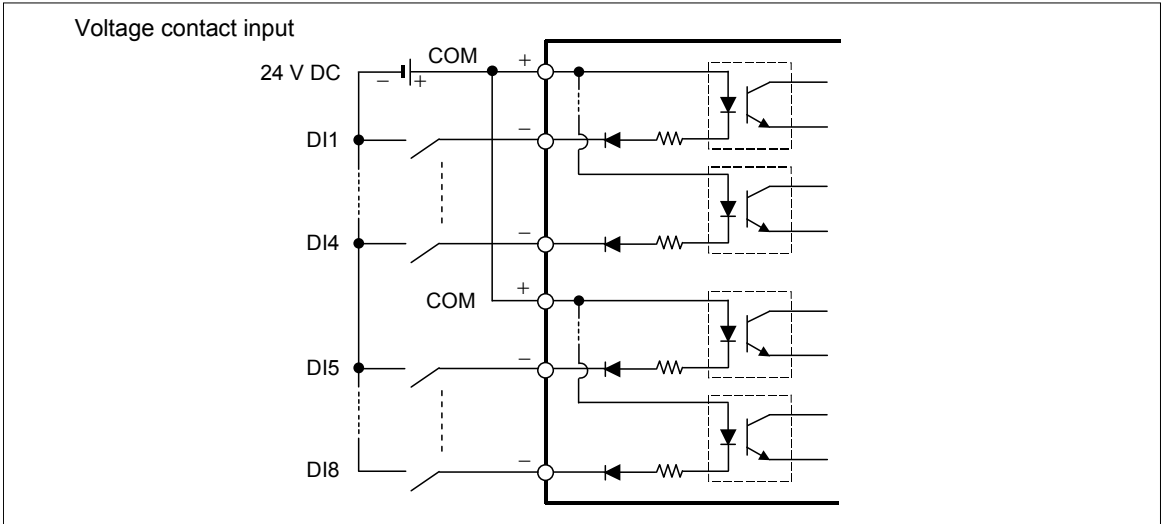 Voltage contact input
COM
+
24 V DC
− +
DI1
−
DI4
−
+
COM
DI5
−
DI8
−